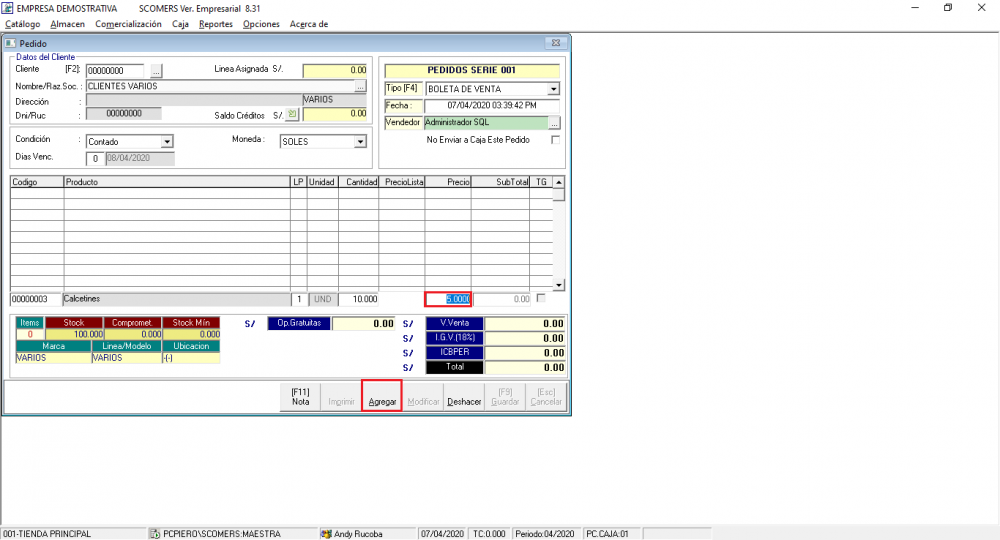 EMPRESA DEMOSTRATIVA SCOMERS Ver. Empresarial 8.31
Catálogo Almacen Comercialización Caja Reportes Opciones Acerca de
Pedido
Datos del Cliente
Cliente [F2]: 00000000 ... Linea Asignada S/. 0.00
Nombre/Raz.Soc. : CLIENTES VARIOS ...
Dirección : VARIOS
Dni/Ruc : 00000000 Saldo Créditos S/. 0.00
PEDIDOS SERIE 001
Tipo [F4] BOLETA DE VENTA
Fecha : 07/04/2020 03:39:42 PM
Vendedor Administrador SQL ...
No Enviar a Caja Este Pedido
Condición : Contado Moneda : SOLES
Dias Venc. 0 08/04/2020
Codigo Producto LP Unidad Cantidad PrecioLista Precio SubTotal TG
00000003 Calcetines 1 UND 10.000 5.0000 0.00
Items Stock Compromet Stock Mín
0 100.000 0.000 0.000
Marca Linea/Modelo Ubicacion
VARIOS VARIOS -(-)
S/ Op.Gratuitas 0.00 S/ V.Venta 0.00
S/ I.G.V.(18%) 0.00
S/ ICBPER 0.00
S/ Total 0.00
[F11] Nota Imprimir Agregar Modificar Deshacer [F9] Guardar [Esc] Cancelar
001-TIENDA PRINCIPAL PCPIERO\SCOMERS:MAESTRA Andy Rucoba 07/04/2020 TC:0.000 Periodo:04/2020 PC.CAJA:01